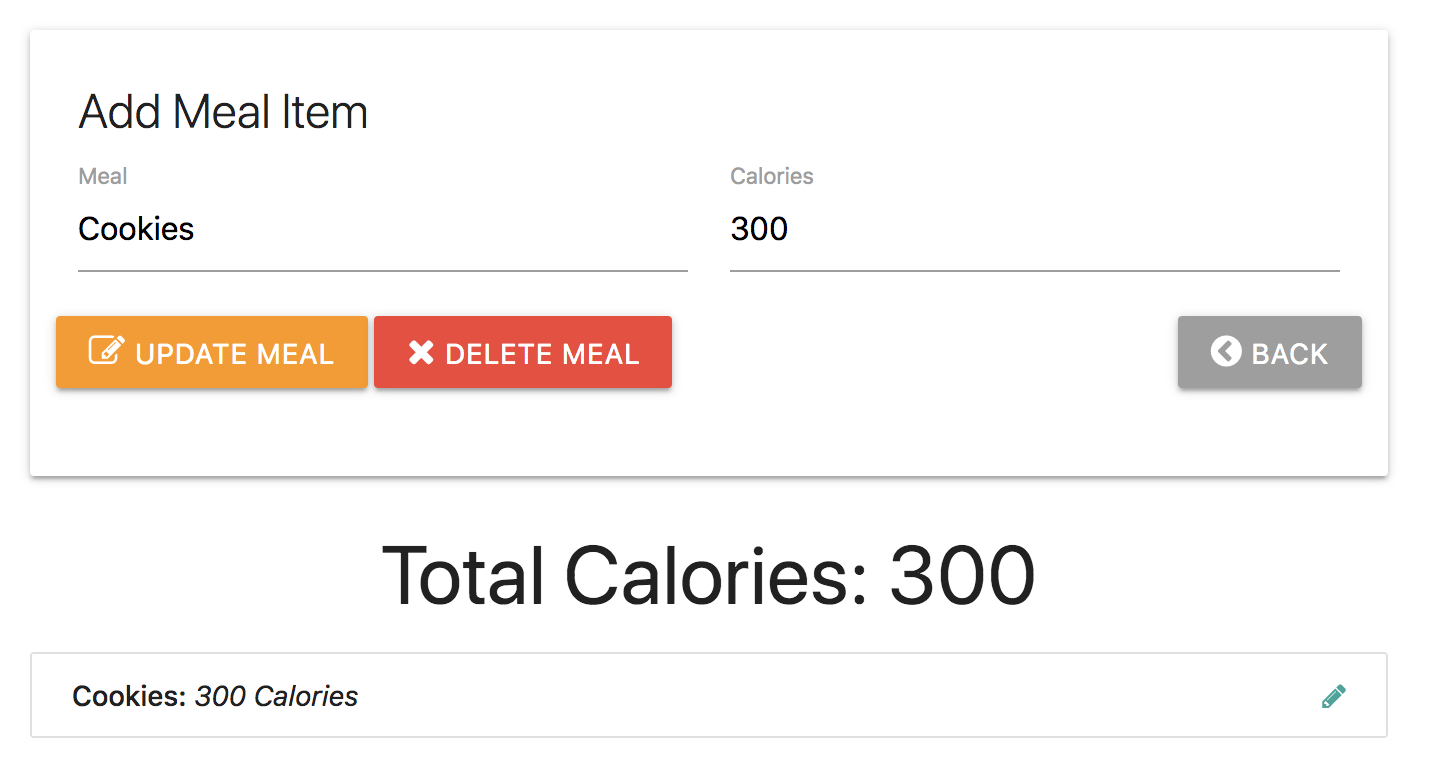 Add Meal Item
Meal Calories
Cookies 300
UPDATE MEAL DELETE MEAL BACK
Total Calories: 300
Cookies: 300 Calories